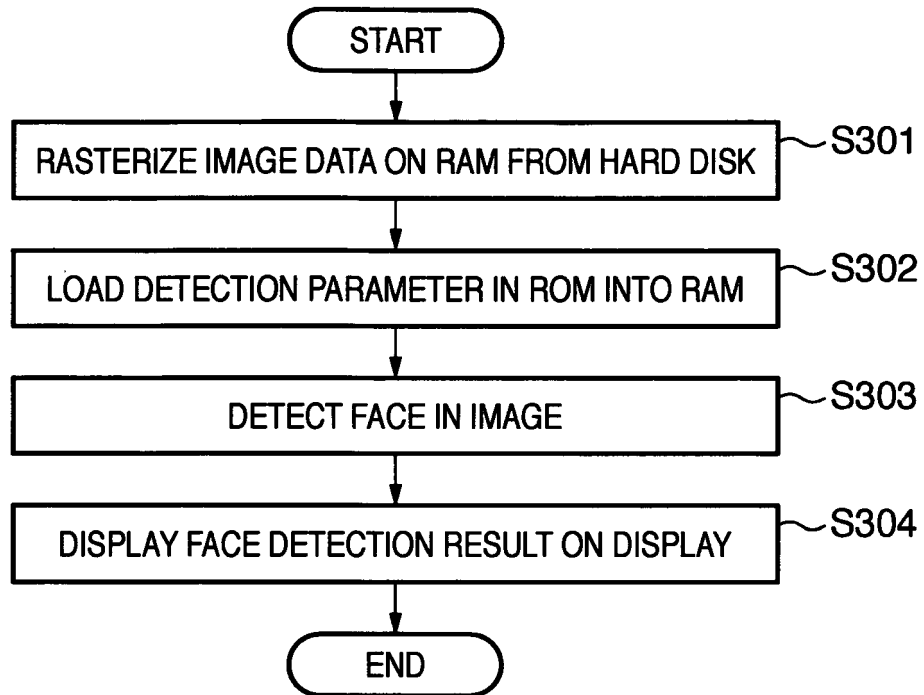 START
RASTERIZE IMAGE DATA ON RAM FROM HARD DISK
S301
LOAD DETECTION PARAMETER IN ROM INTO RAM
S302
DETECT FACE IN IMAGE
S303
DISPLAY FACE DETECTION RESULT ON DISPLAY
S304
END